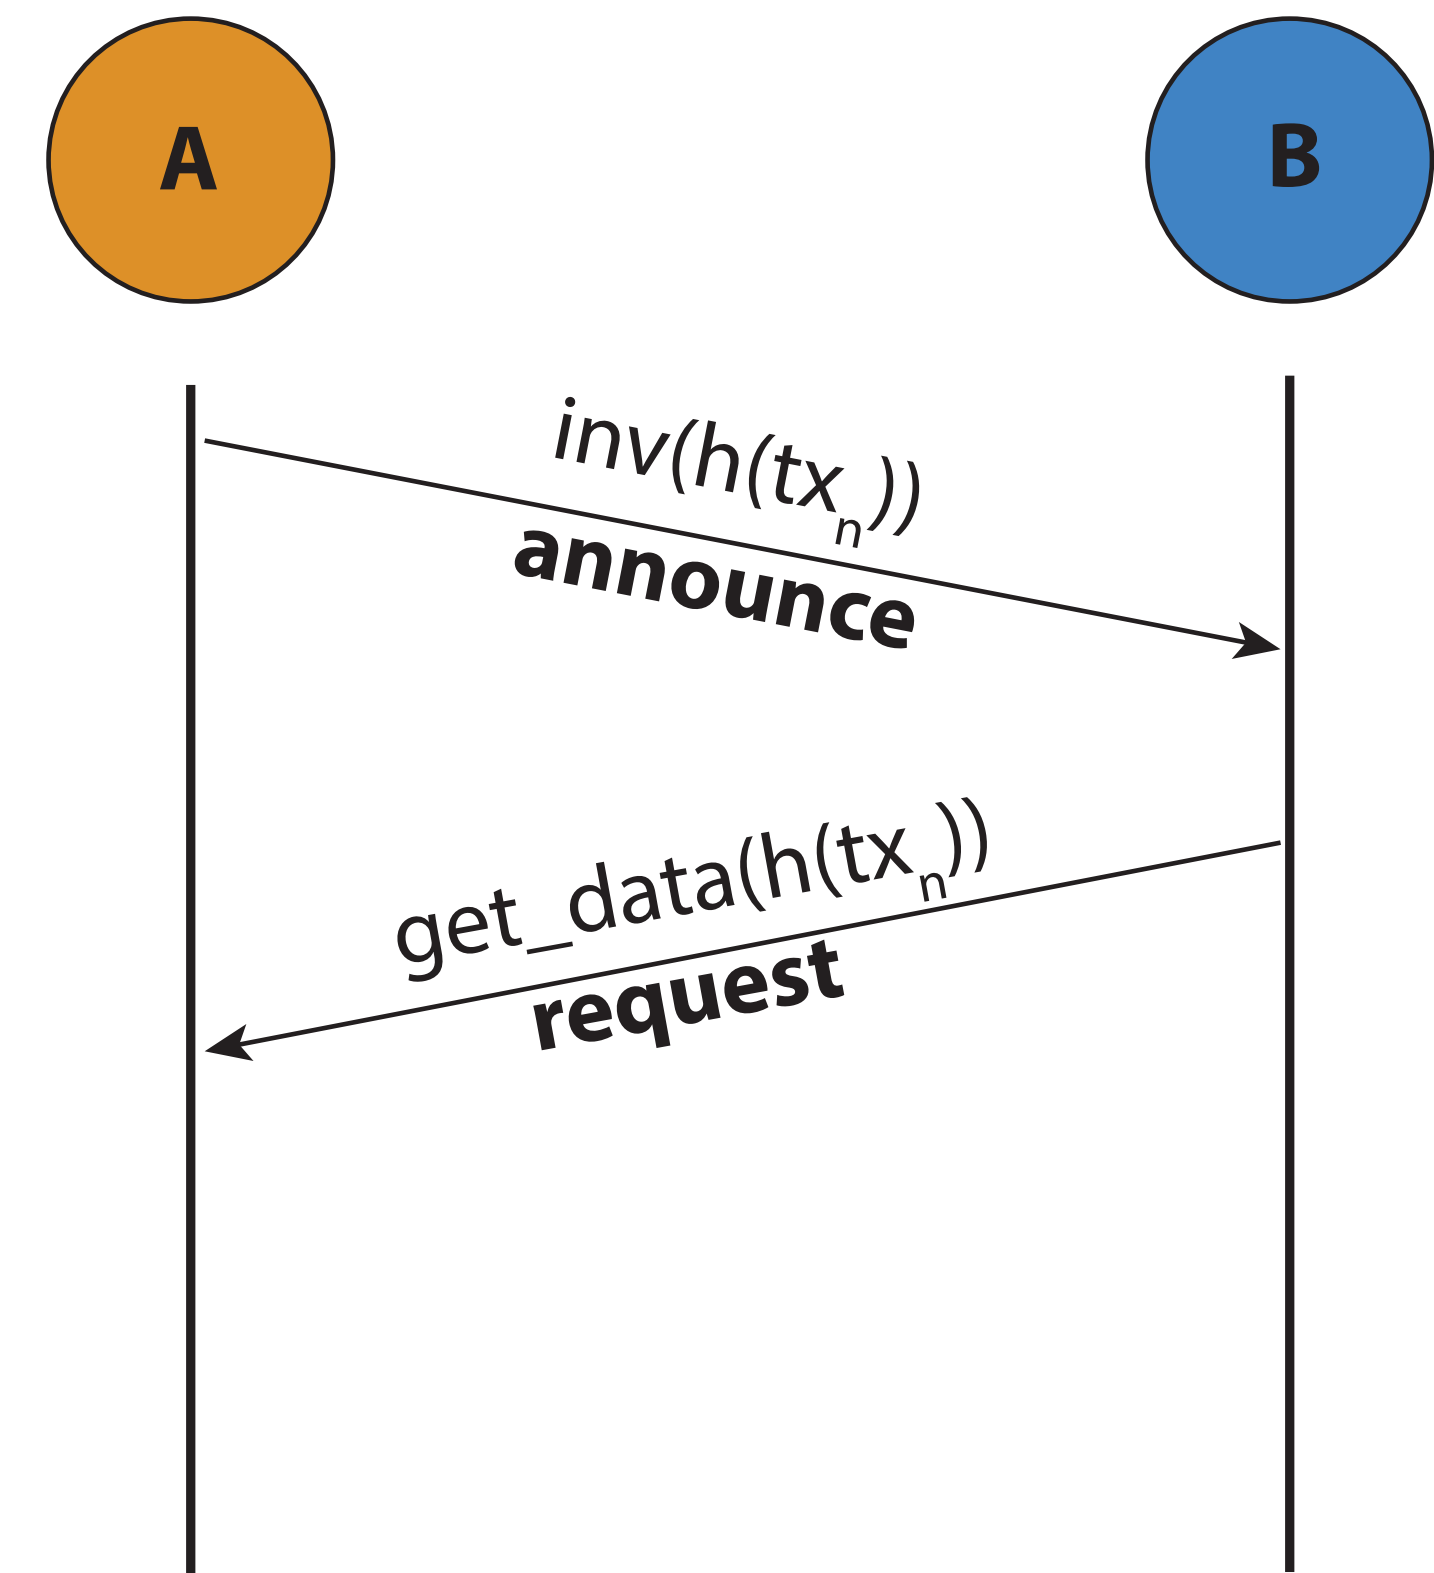 A
B
inv(h(txₙ))
announce
get_data(h(txₙ))
request